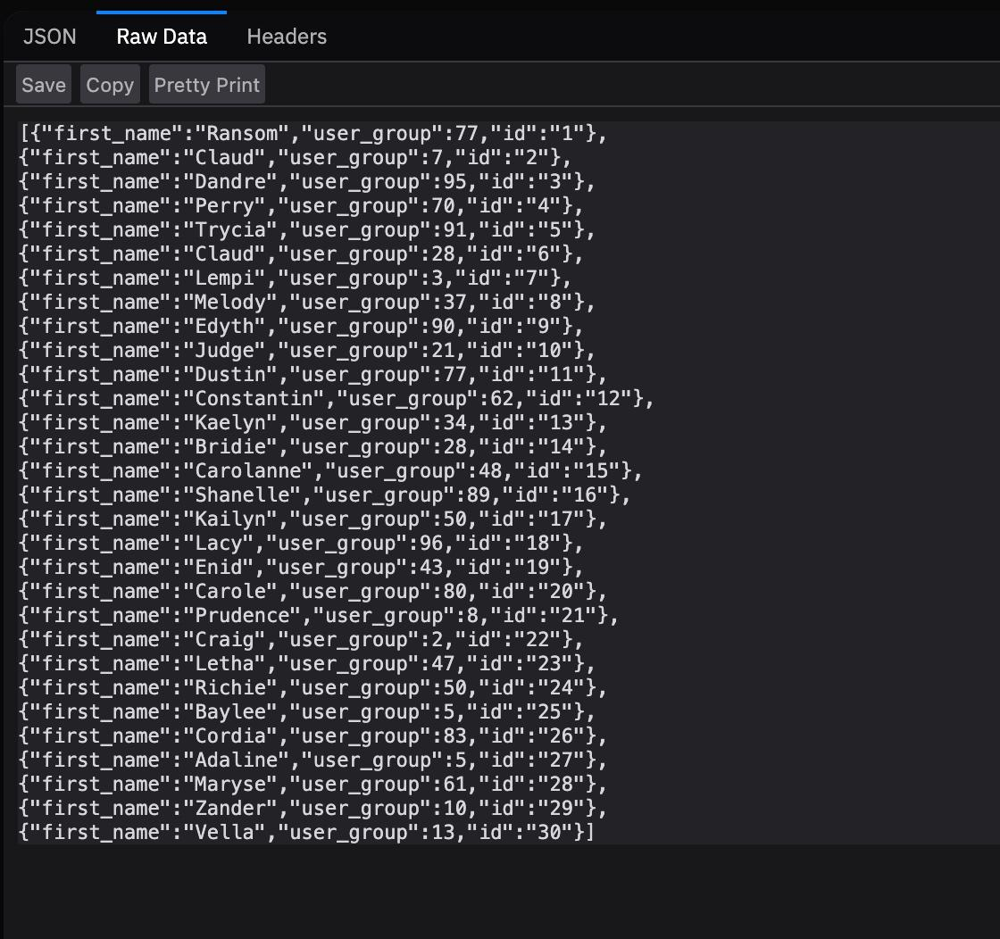 JSON Raw Data Headers
Save Copy Pretty Print
[{"first_name":"Ransom","user_group":77,"id":"1"},
{"first_name":"Claud","user_group":7,"id":"2"},
{"first_name":"Dandre","user_group":95,"id":"3"},
{"first_name":"Perry","user_group":70,"id":"4"},
{"first_name":"Trycia","user_group":91,"id":"5"},
{"first_name":"Claud","user_group":28,"id":"6"},
{"first_name":"Lempi","user_group":3,"id":"7"},
{"first_name":"Melody","user_group":37,"id":"8"},
{"first_name":"Edyth","user_group":90,"id":"9"},
{"first_name":"Judge","user_group":21,"id":"10"},
{"first_name":"Dustin","user_group":77,"id":"11"},
{"first_name":"Constantin","user_group":62,"id":"12"},
{"first_name":"Kaelyn","user_group":34,"id":"13"},
{"first_name":"Bridie","user_group":28,"id":"14"},
{"first_name":"Carolanne","user_group":48,"id":"15"},
{"first_name":"Shanelle","user_group":89,"id":"16"},
{"first_name":"Kailyn","user_group":50,"id":"17"},
{"first_name":"Lacy","user_group":96,"id":"18"},
{"first_name":"Enid","user_group":43,"id":"19"},
{"first_name":"Carole","user_group":80,"id":"20"},
{"first_name":"Prudence","user_group":8,"id":"21"},
{"first_name":"Craig","user_group":2,"id":"22"},
{"first_name":"Letha","user_group":47,"id":"23"},
{"first_name":"Richie","user_group":50,"id":"24"},
{"first_name":"Baylee","user_group":5,"id":"25"},
{"first_name":"Cordia","user_group":83,"id":"26"},
{"first_name":"Adaline","user_group":5,"id":"27"},
{"first_name":"Maryse","user_group":61,"id":"28"},
{"first_name":"Zander","user_group":10,"id":"29"},
{"first_name":"Vella","user_group":13,"id":"30"}]